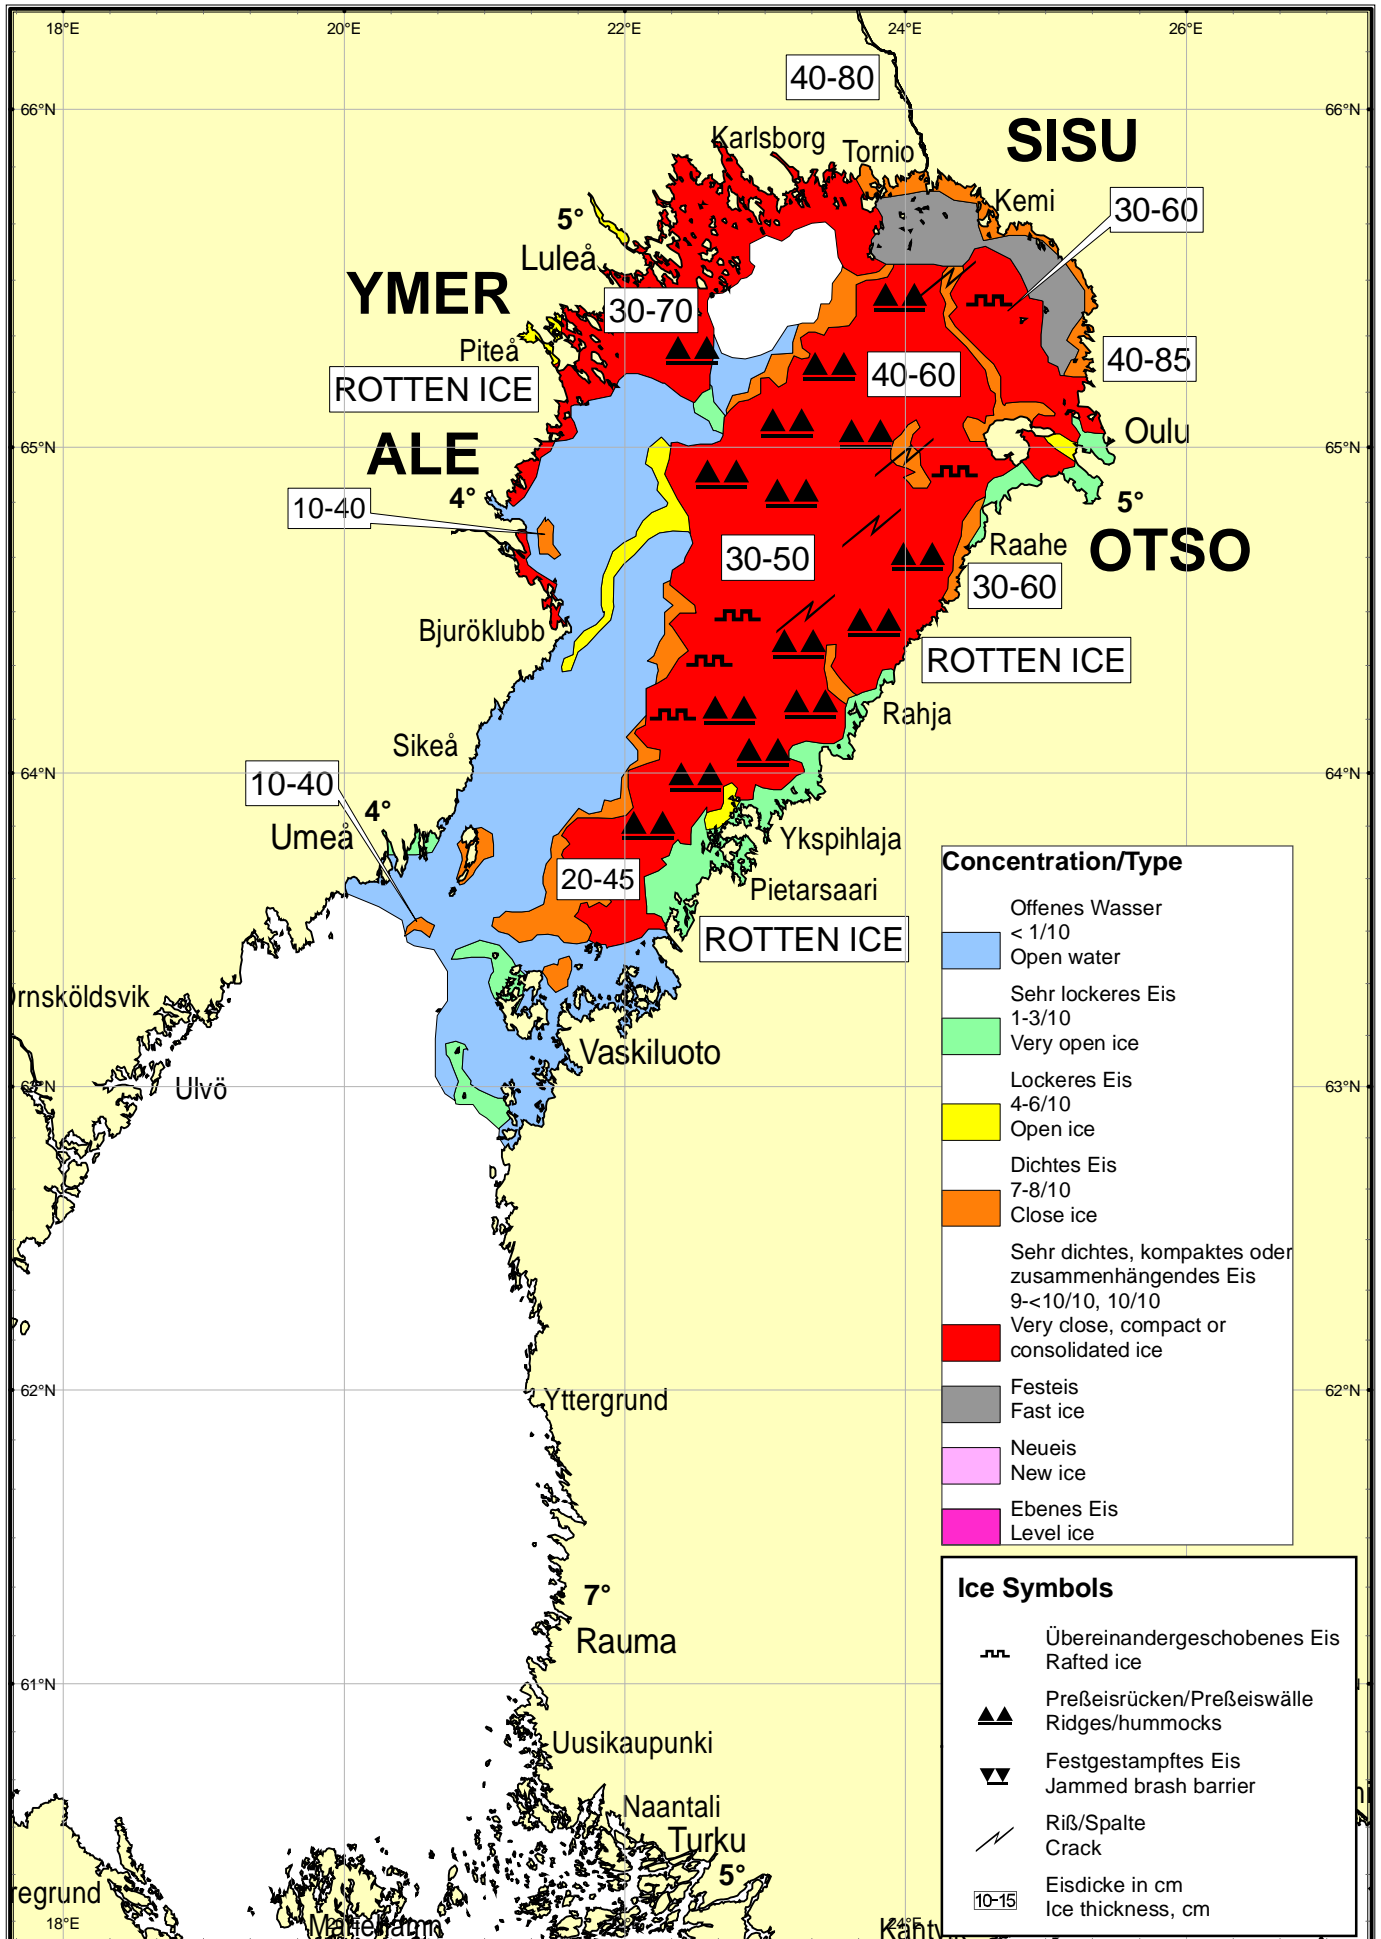 18°E
20°E
22°E
24°E
26°E
40-80
66°N
66°N
SISU
Karlsborg
Tornio
Kemi
30-60
5°
Luleå
YMER
30-70
Piteå
40-60
40-85
ROTTEN ICE
65°N
65°N
Oulu
ALE
4°
5°
10-40
Raahe
OTSO
30-50
30-60
Bjuröklubb
ROTTEN ICE
Rahja
Sikeå
64°N
64°N
10-40
4°
Umeå
Ykspihlaja
20-45
Pietarsaari
ROTTEN ICE
rnsköldsvik
Vaskiluoto
63°N
63°N
Ulvö
62°N
62°N
Yttergrund
7°
Rauma
61°N
Uusikaupunki
Naantali
Turku
5°
regrund
18°E
Concentration/Type
Offenes Wasser
< 1/10
Open water
Sehr lockeres Eis
1-3/10
Very open ice
Lockeres Eis
4-6/10
Open ice
Dichtes Eis
7-8/10
Close ice
Sehr dichtes, kompaktes oder
zusammenhängendes Eis
9-<10/10, 10/10
Very close, compact or
consolidated ice
Festeis
Fast ice
Neueis
New ice
Ebenes Eis
Level ice
Ice Symbols
Übereinandergeschobenes Eis
Rafted ice
Preßeisrücken/Preßeiswälle
Ridges/hummocks
Festgestampftes Eis
Jammed brash barrier
Riß/Spalte
Crack
10-15
Eisdicke in cm
Ice thickness, cm